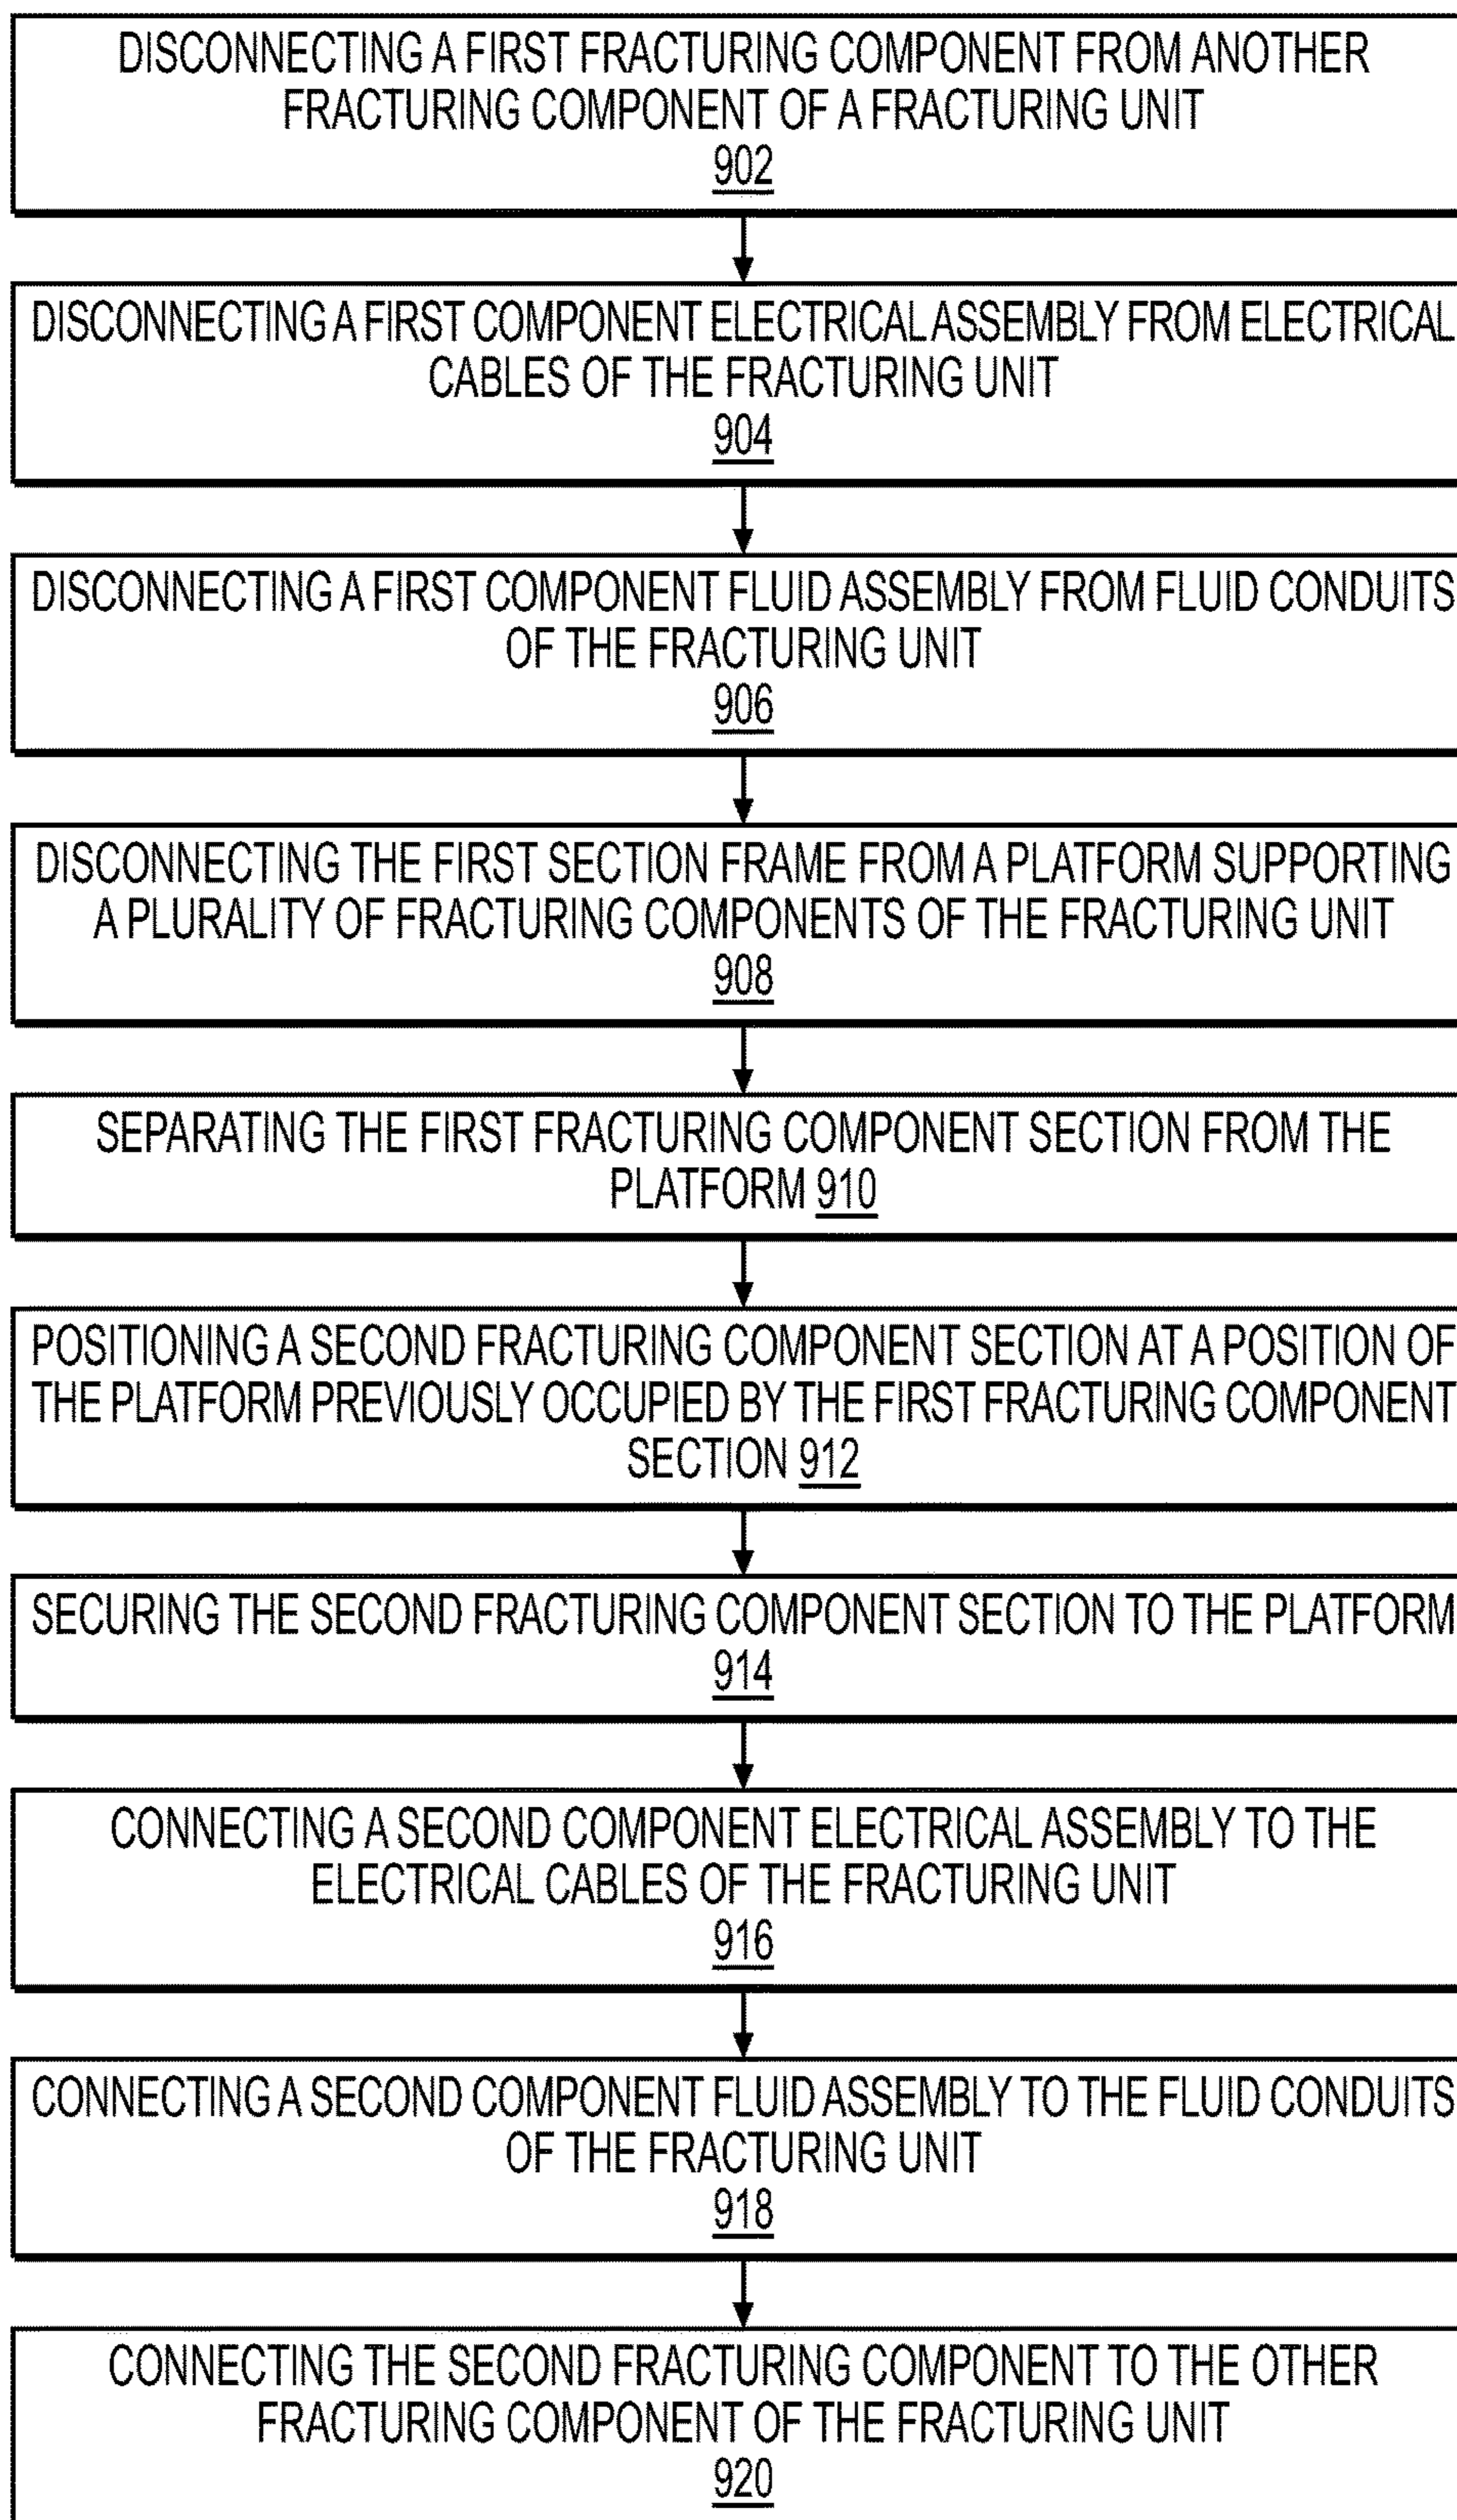 DISCONNECTING A FIRST FRACTURING COMPONENT FROM ANOTHER
FRACTURING COMPONENT OF A FRACTURING UNIT
902
DISCONNECTING A FIRST COMPONENT ELECTRICAL ASSEMBLY FROM ELECTRICAL
CABLES OF THE FRACTURING UNIT
904
DISCONNECTING A FIRST COMPONENT FLUID ASSEMBLY FROM FLUID CONDUITS
OF THE FRACTURING UNIT
906
DISCONNECTING THE FIRST SECTION FRAME FROM A PLATFORM SUPPORTING
A PLURALITY OF FRACTURING COMPONENTS OF THE FRACTURING UNIT
908
SEPARATING THE FIRST FRACTURING COMPONENT SECTION FROM THE
PLATFORM 910
POSITIONING A SECOND FRACTURING COMPONENT SECTION AT A POSITION OF
THE PLATFORM PREVIOUSLY OCCUPIED BY THE FIRST FRACTURING COMPONENT
SECTION 912
SECURING THE SECOND FRACTURING COMPONENT SECTION TO THE PLATFORM
914
CONNECTING A SECOND COMPONENT ELECTRICAL ASSEMBLY TO THE
ELECTRICAL CABLES OF THE FRACTURING UNIT
916
CONNECTING A SECOND COMPONENT FLUID ASSEMBLY TO THE FLUID CONDUITS
OF THE FRACTURING UNIT
918
CONNECTING THE SECOND FRACTURING COMPONENT TO THE OTHER
FRACTURING COMPONENT OF THE FRACTURING UNIT
920